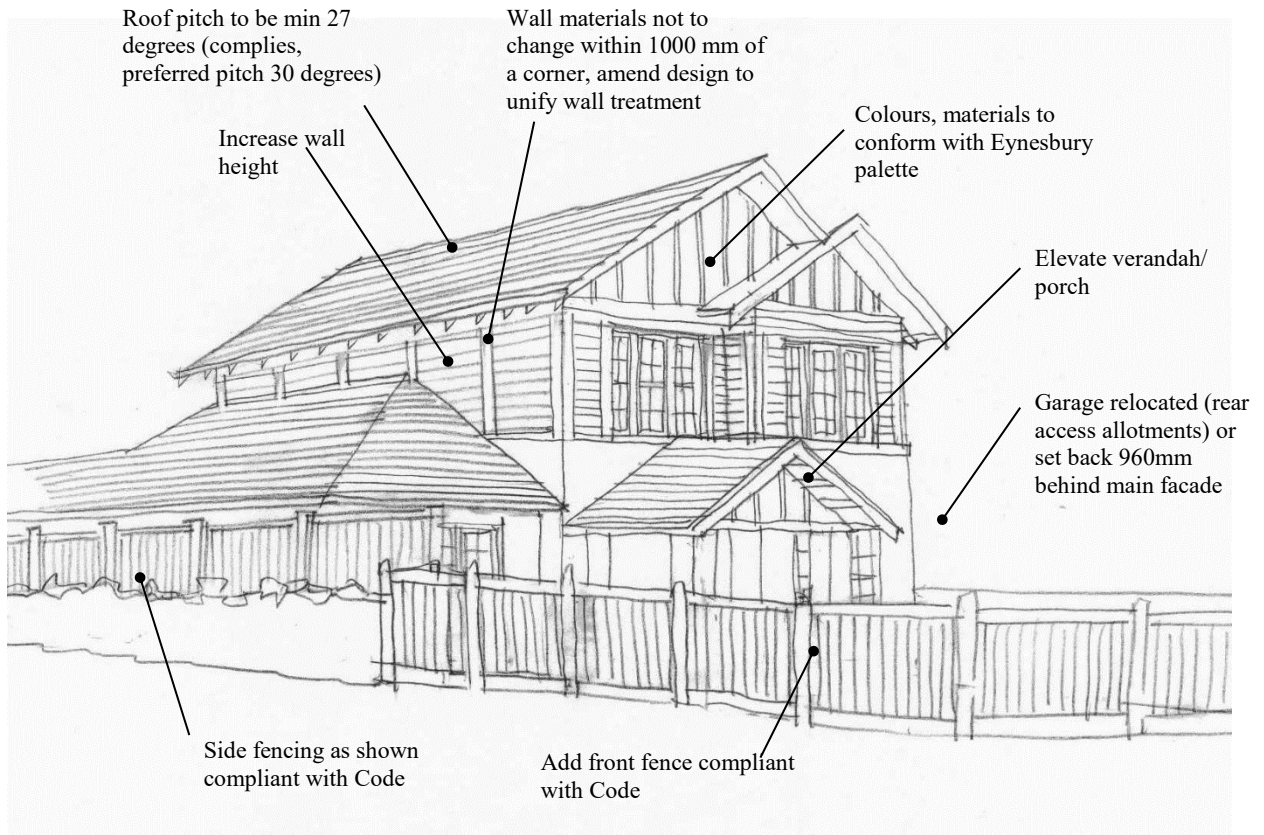 Roof pitch to be min 27
degrees (complies,
preferred pitch 30 degrees)
Wall materials not to
change within 1000 mm of
a corner, amend design to
unify wall treatment
Increase wall
height
Colours, materials to
conform with Eynesbury
palette
Elevate verandah/
porch
Garage relocated (rear
access allotments) or
set back 960mm
behind main facade
Side fencing as shown
compliant with Code
Add front fence compliant
with Code